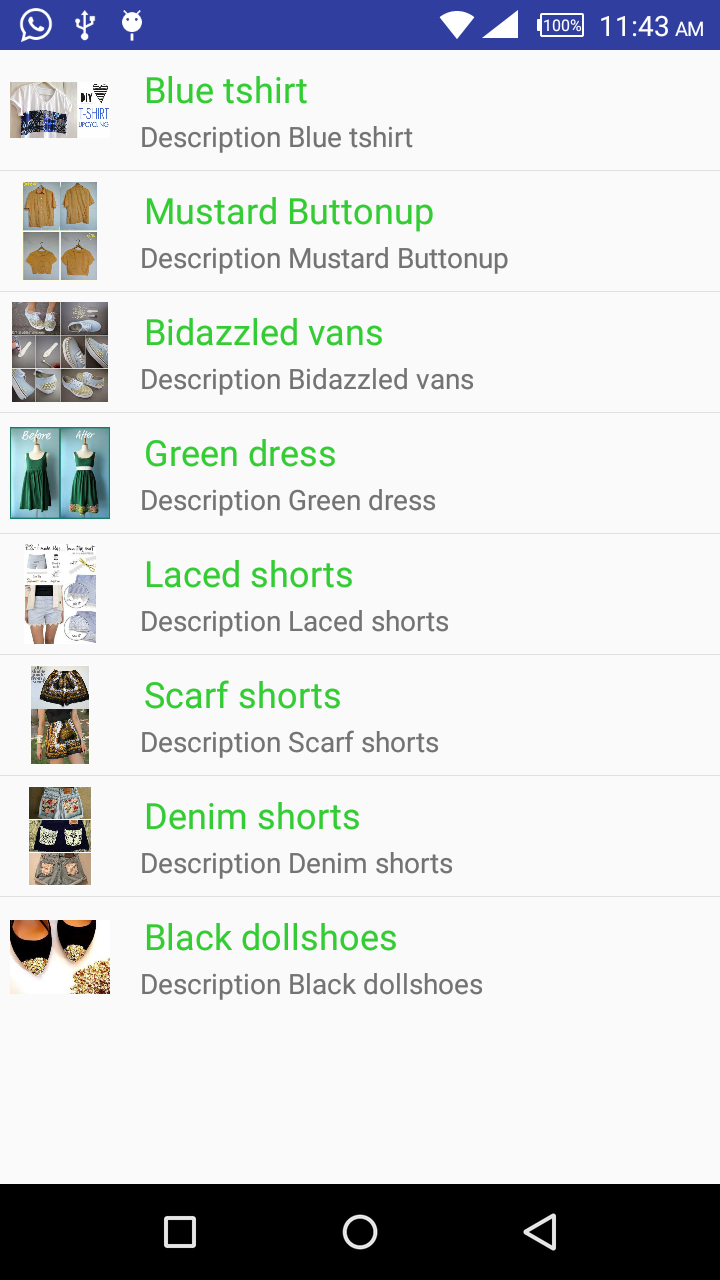 100%
11:43 AM
DIY
T-SHIRT
UPCYCLING
Blue tshirt
Description Blue tshirt
Mustard Buttonup
Description Mustard Buttonup
Bidazzled vans
Description Bidazzled vans
Before
After
Green dress
Description Green dress
Laced shorts
Description Laced shorts
Scarf shorts
Description Scarf shorts
Denim shorts
Description Denim shorts
Black dollshoes
Description Black dollshoes